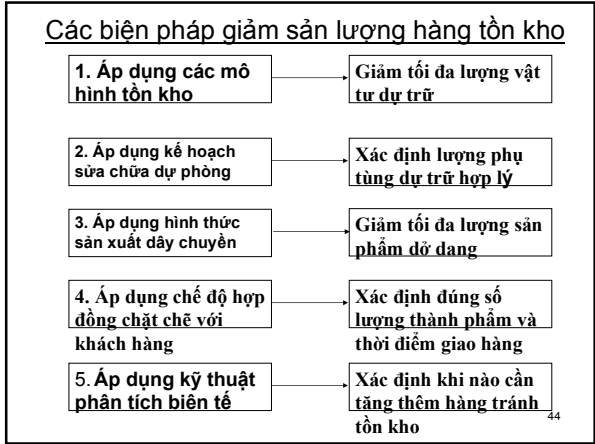 Các biện pháp giảm sản lượng hàng tồn kho
1. Áp dụng các mô
hình tồn kho
Giảm tối đa lượng vật
tư dự trữ
2. Áp dụng kế hoạch
sửa chữa dự phòng
Xác định lượng phụ
tùng dự trữ hợp lý
3. Áp dụng hình thức
sản xuất dây chuyền
Giảm tối đa lượng sản
phẩm dở dang
4. Áp dụng chế độ hợp
đồng chặt chẽ với
khách hàng
Xác định đúng số
lượng thành phẩm và
thời điểm giao hàng
5. Áp dụng kỹ thuật
phân tích biên tế
Xác định khi nào cần
tăng thêm hàng tránh
tồn kho
44